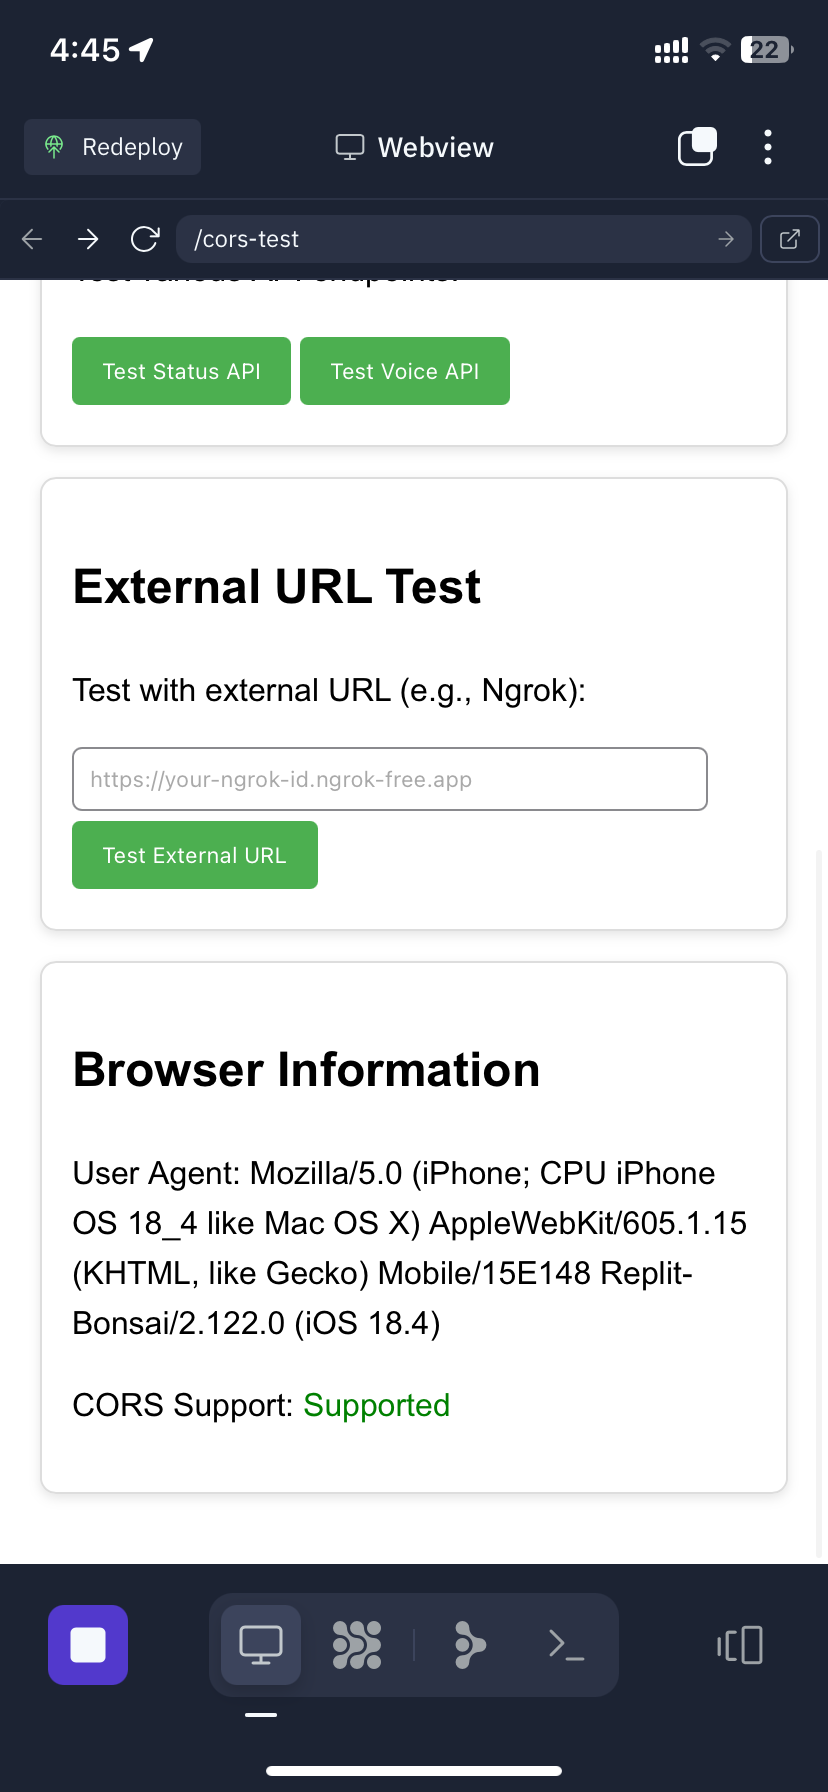 4:45
22
Redeploy
Webview
/cors-test
Test Status API
Test Voice API
External URL Test
Test with external URL (e.g., Ngrok):
https://your-ngrok-id.ngrok-free.app
Test External URL
Browser Information
User Agent: Mozilla/5.0 (iPhone; CPU iPhone
OS 18_4 like Mac OS X) AppleWebKit/605.1.15
(KHTML, like Gecko) Mobile/15E148 Replit-
Bonsai/2.122.0 (iOS 18.4)
CORS Support: Supported